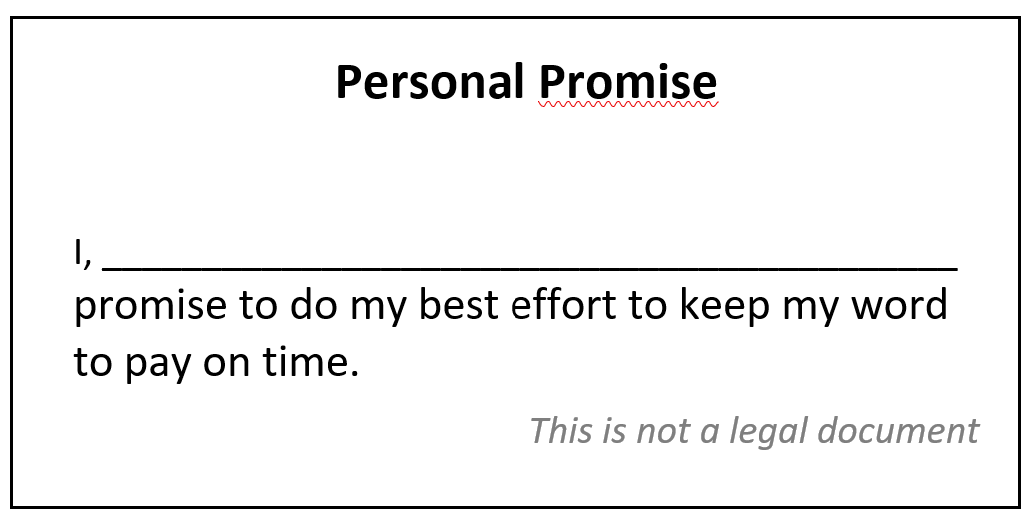 Personal Promise
I, ________________________________________
promise to do my best effort to keep my word
to pay on time.
This is not a legal document